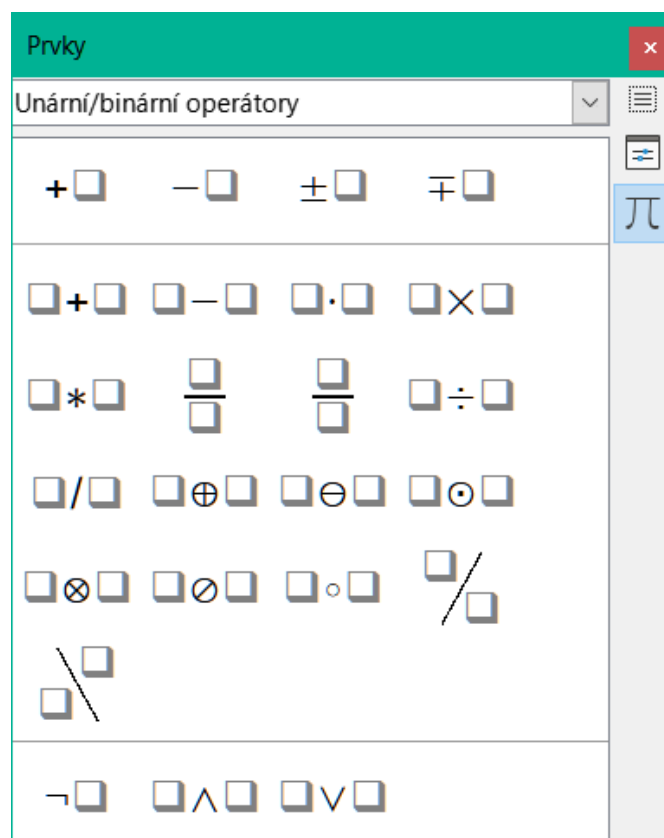 Prvky
Unární/binární operátory
+□ −□ ±□ ∓□
□+□ □−□ □·□ □×□
□∗□ □/□ □/□ □÷□
□/□ □⊕□ □⊖□ □⊙□
□⊗□ □⊘□ □∘□ □/□
□\□
¬□ □∧□ □∨□